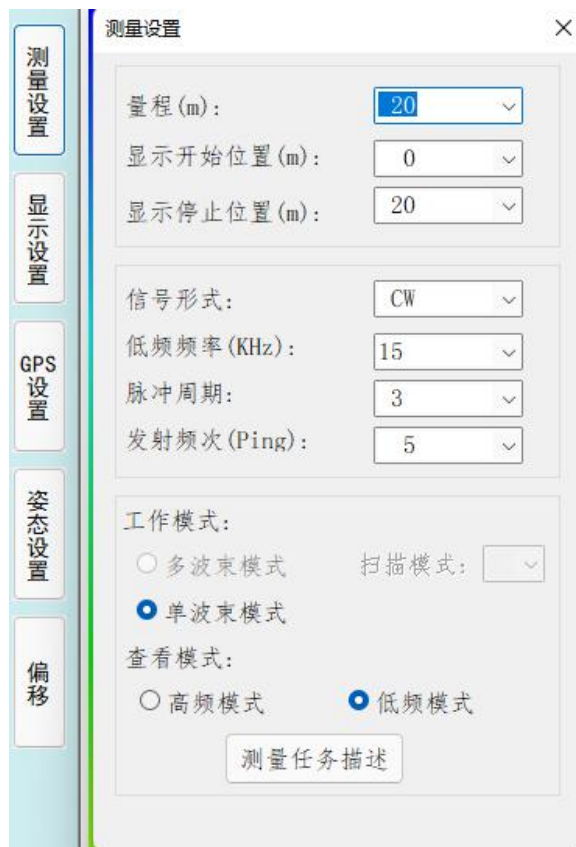 测量设置
显示设置
GPS
设置
姿态设置
偏移
测量设置
量程(m): 20
显示开始位置(m): 0
显示停止位置(m): 20
信号形式: CW
低频频率(KHz): 15
脉冲周期: 3
发射频次(Ping): 5
工作模式:
多波束模式 扫描模式:
单波束模式
查看模式:
高频模式 低频模式
测量任务描述